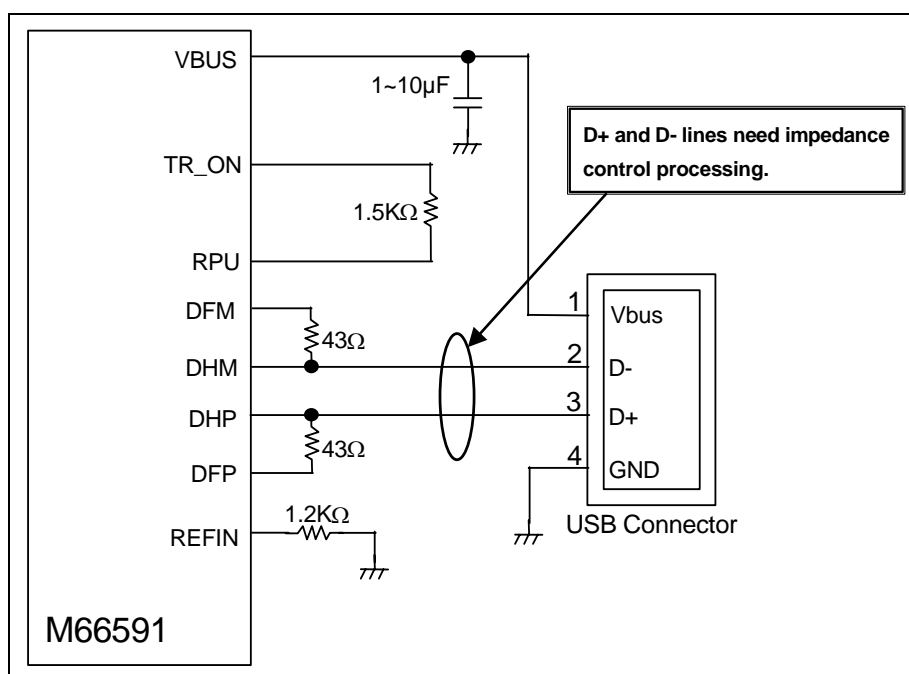 VBUS
1~10µF
D+ and D- lines need impedance
control processing.
TR_ON
1.5KΩ
RPU
DFM
43Ω
DHM
DHP
43Ω
DFP
1.2KΩ
REFIN
M66591
1
Vbus
2
D-
3
D+
4
GND
USB Connector